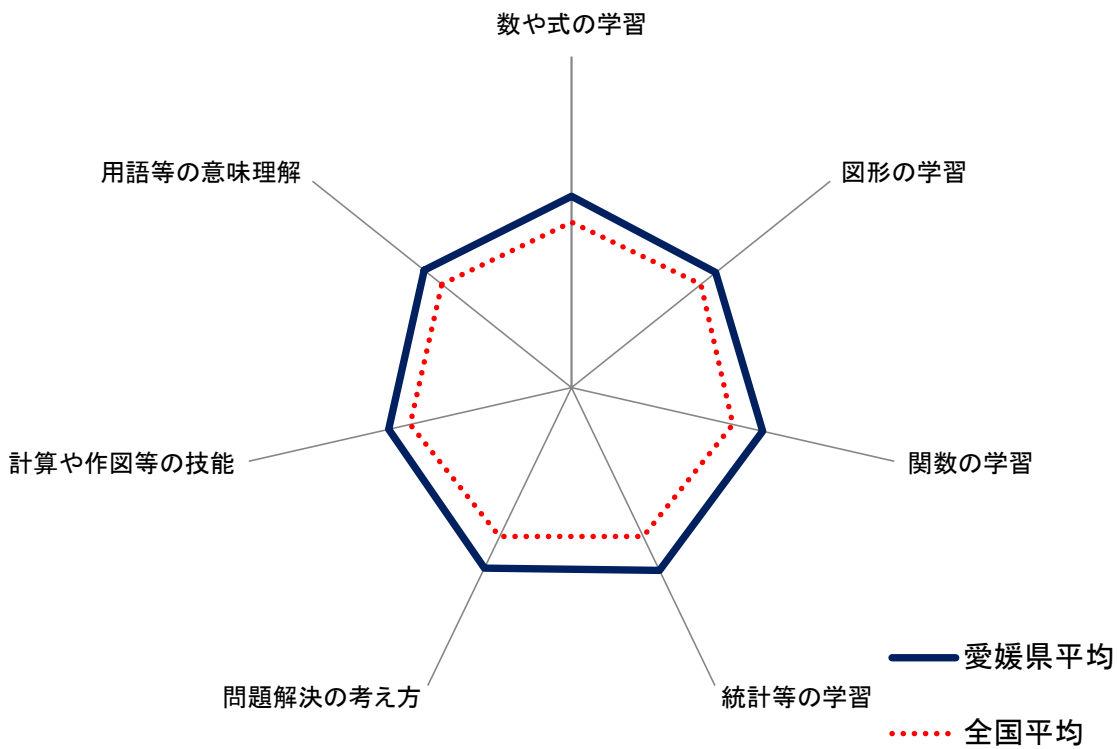 数や式の学習
用語等の意味理解
図形の学習
計算や作図等の技能
関数の学習
問題解決の考え方
統計等の学習
愛媛県平均
全国平均